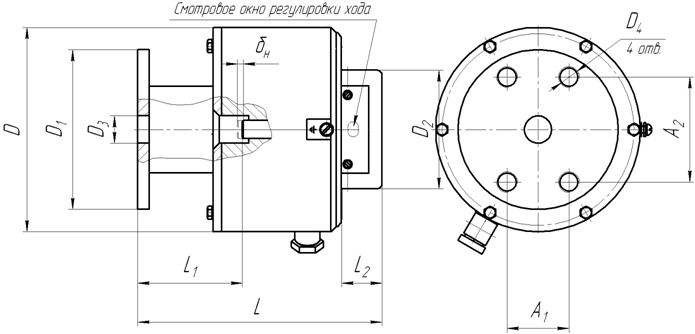 Смотровое окно регулировки хода
δн
D4
4 отв.
D
D1
D3
D2
A2
L1
L2
L
A1